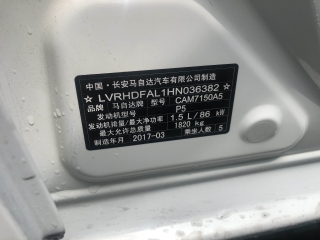 中国·长安马自达汽车有限公司制造
★LVRHDFAL1HN036382★
品牌 马自达牌 型号 CAM7150A5
发动机型号 P5
发动机排量/最大净功率 1.5 L/86 kW
最大允许总质量 1820 kg
制造年月 2017-03 乘坐人数 5